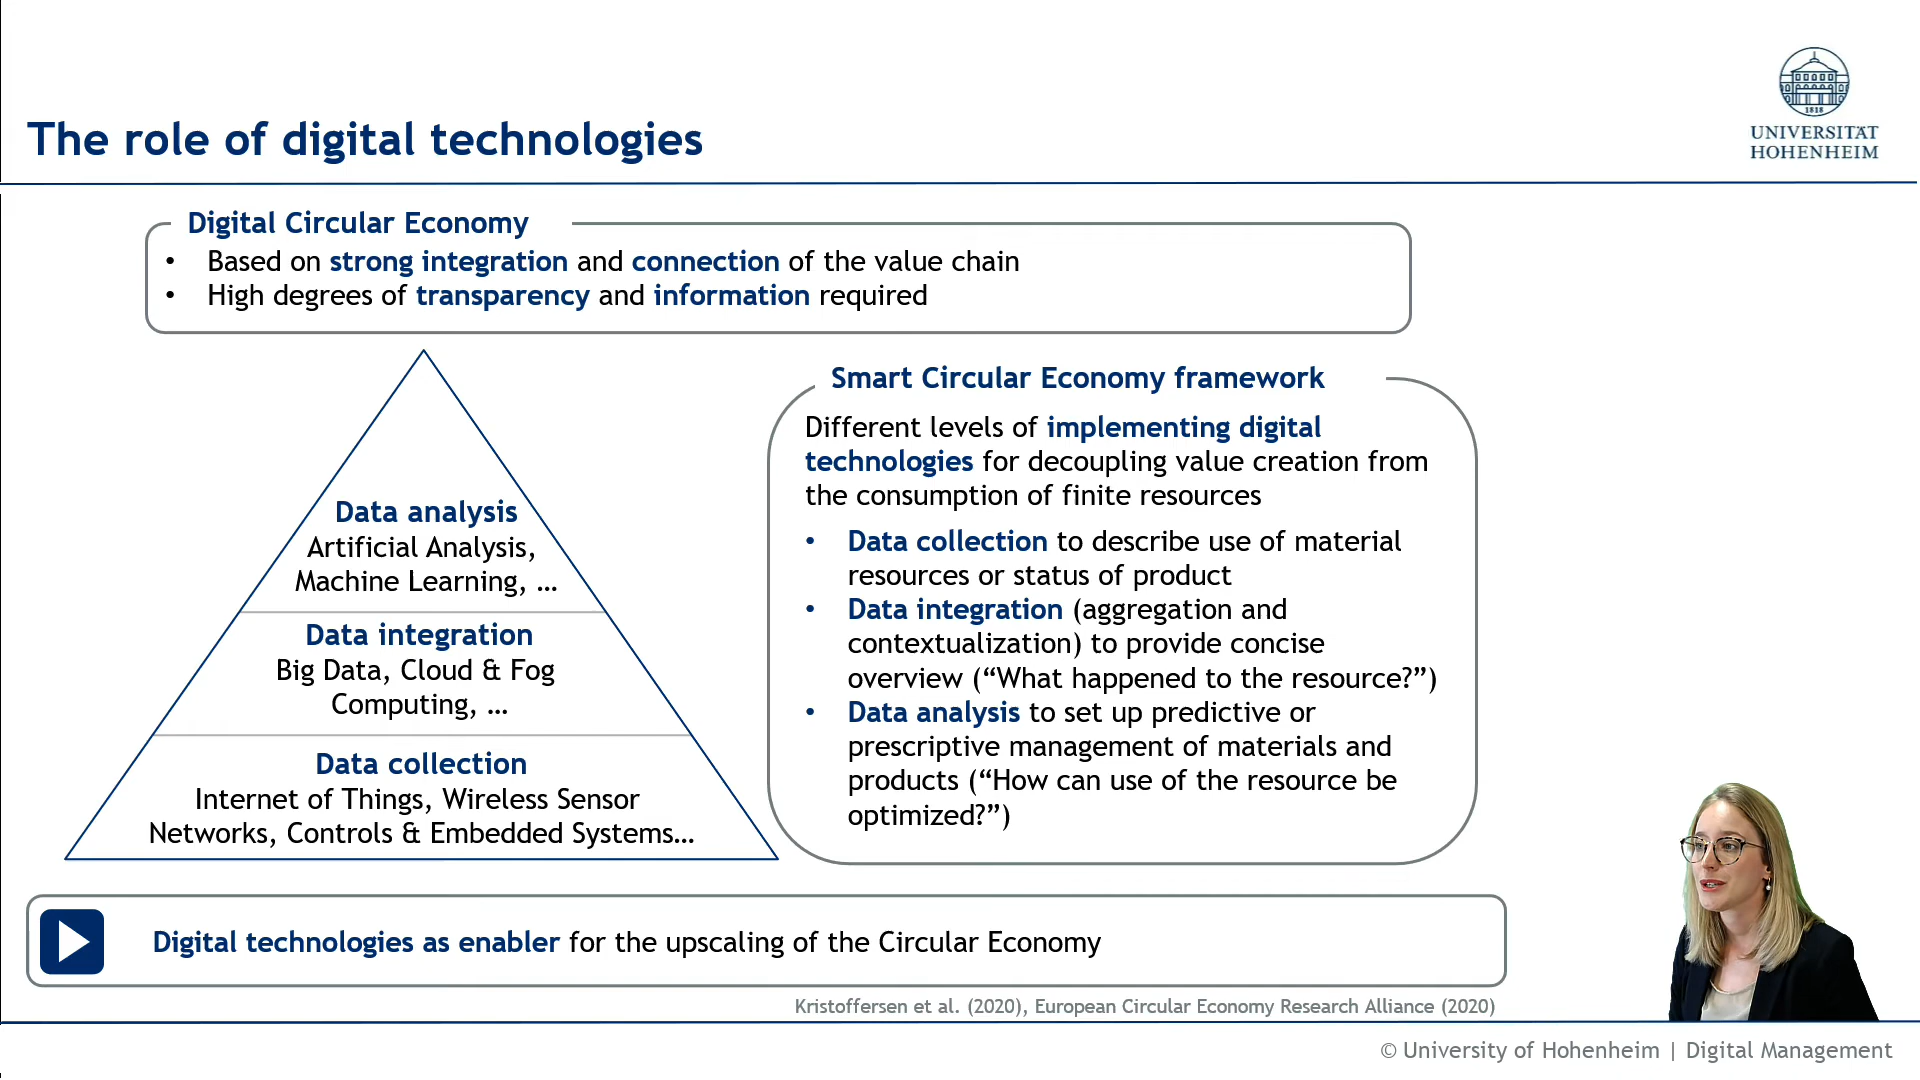 The role of digital technologies
1818
UNIVERSITÄT
HOHENHEIM
Digital Circular Economy
• Based on strong integration and connection of the value chain
• High degrees of transparency and information required
Data analysis
Artificial Analysis,
Machine Learning, ...
Data integration
Big Data, Cloud & Fog
Computing, ...
Data collection
Internet of Things, Wireless Sensor
Networks, Controls & Embedded Systems...
Smart Circular Economy framework
Different levels of implementing digital
technologies for decoupling value creation from
the consumption of finite resources
• Data collection to describe use of material
resources or status of product
• Data integration (aggregation and
contextualization) to provide concise
overview (“What happened to the resource?”)
• Data analysis to set up predictive or
prescriptive management of materials and
products (“How can use of the resource be
optimized?”)
Digital technologies as enabler for the upscaling of the Circular Economy
Kristoffersen et al. (2020), European Circular Economy Research Alliance (2020)
© University of Hohenheim | Digital Management